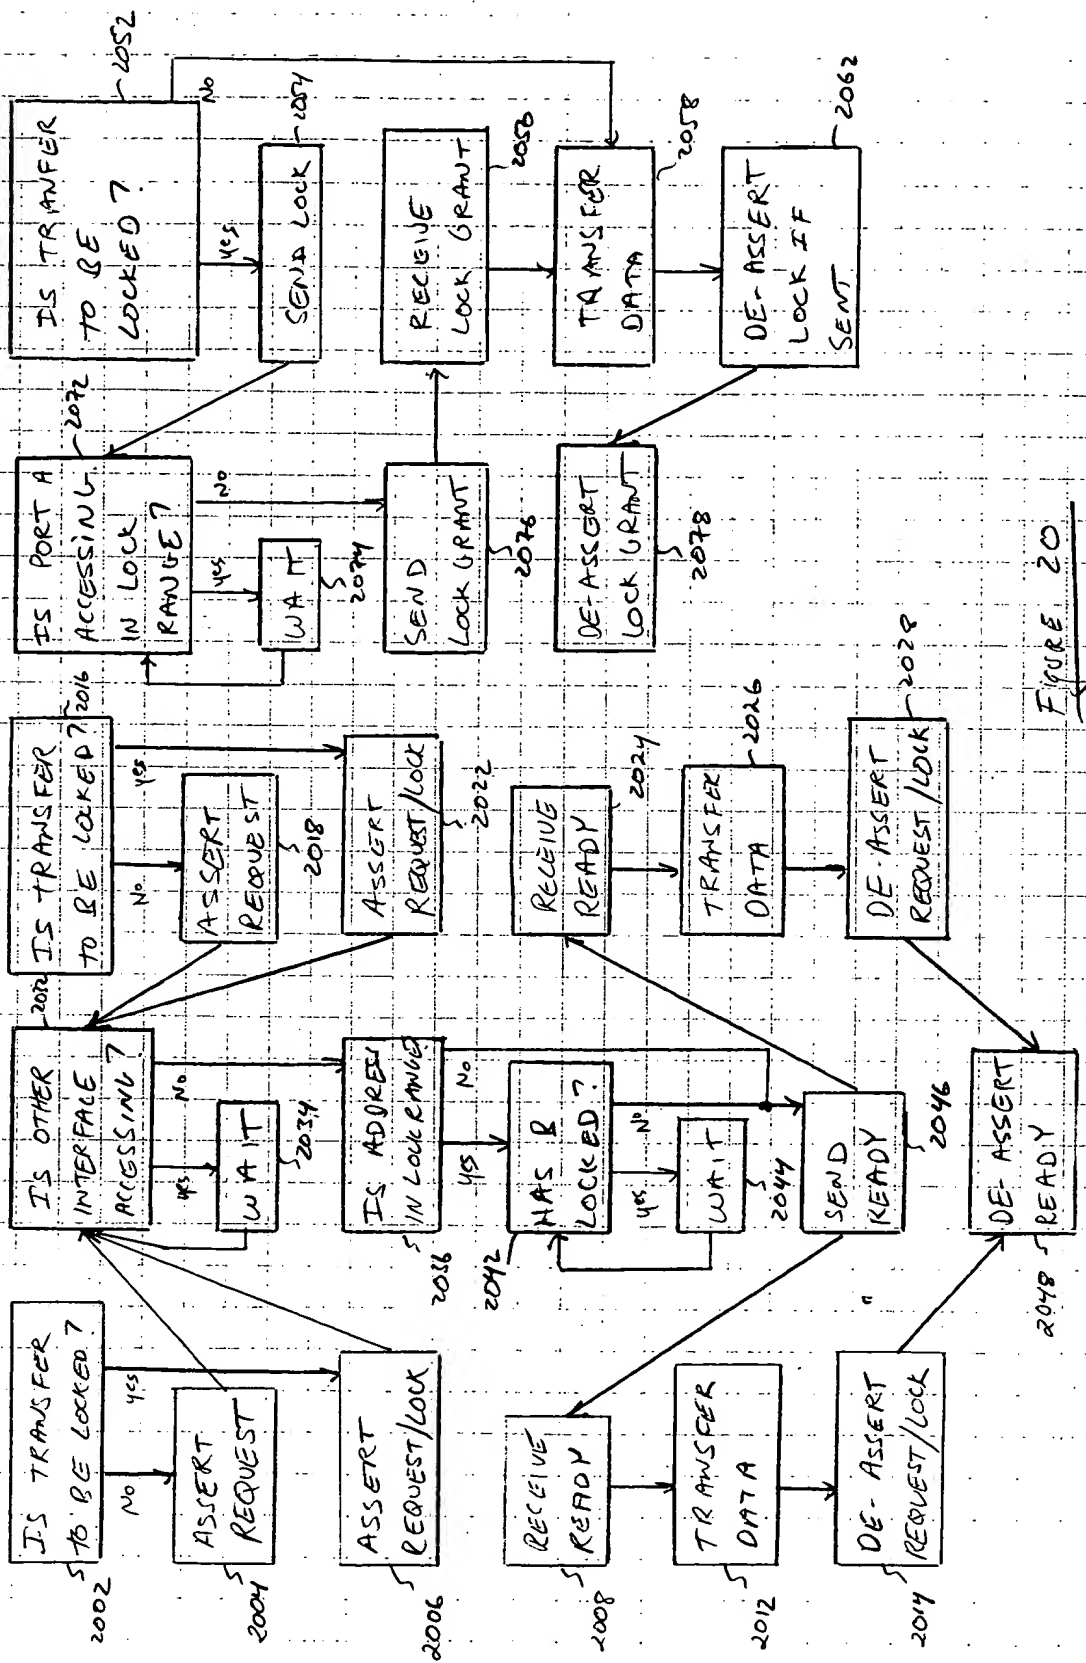 IS TRANSFER
TO BE LOCKED?
2002
No
yes
ASSERT
REQUEST
2004
ASSERT
REQUEST/LOCK
2006
RECEIVE
READY
2008
TRANSFER
DATA
2012
DE-ASSERT
REQUEST/LOCK
2014
IS OTHER
INTERFACE
ACCESSING?
2032
yes
No
WAIT
2034
IS ADDRESS
IN LOCK RANGE
2036
yes
No
HAS B
LOCKED?
2042
yes
No
WAIT
2044
SEND
READY
2046
DE-ASSERT
READY
2048
IS TRANSFER
TO BE LOCKED?
2016
No
yes
ASSERT
REQUEST
2018
ASSERT
REQUEST/LOCK
2022
RECEIVE
READY
2024
TRANSFER
DATA
2026
DE-ASSERT
REQUEST/LOCK
2028
IS PORT A
ACCESSING
IN LOCK
RANGE?
2072
yes
No
WAIT
2074
SEND
LOCK GRANT
2076
DE-ASSERT
LOCK GRANT
2078
IS TRANFER
TO BE
LOCKED?
2052
yes
No
SEND LOCK
2054
RECEIVE
LOCK GRANT
2056
TRANSFER
DATA
2058
DE-ASSERT
LOCK IF
SENT
2062
FIGURE 20